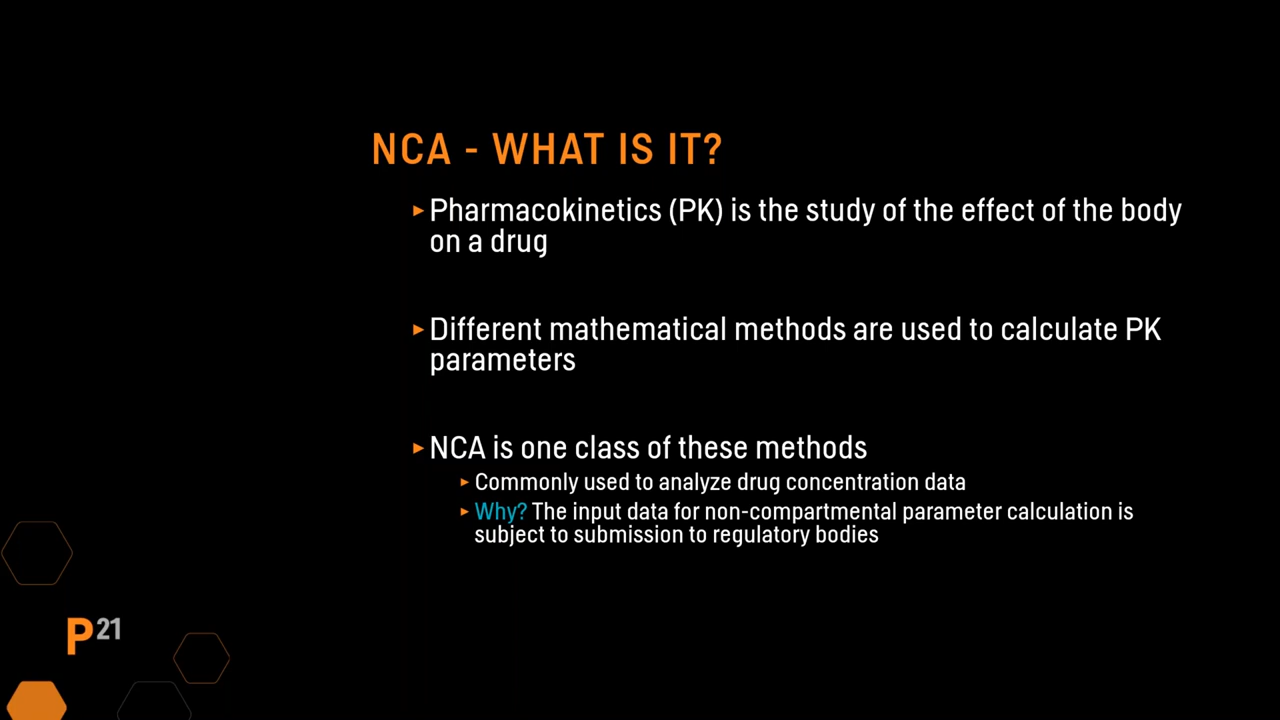 NCA - WHAT IS IT?
Pharmacokinetics (PK) is the study of the effect of the body
on a drug
Different mathematical methods are used to calculate PK
parameters
NCA is one class of these methods
Commonly used to analyze drug concentration data
Why? The input data for non-compartmental parameter calculation is
subject to submission to regulatory bodies
P21